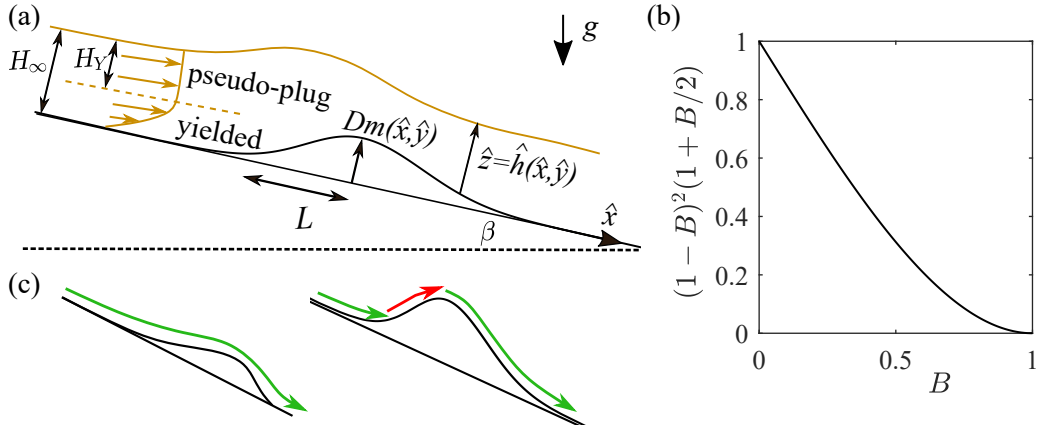 (a)
g
H∞
H_Y
pseudo-plug
yielded
Dm(x̂,ŷ)
ẑ=ĥ(x̂,ŷ)
L
x̂
β
(b)
(1 − B)²(1 + B/2)
1
0.8
0.6
0.4
0.2
0
0
0.5
1
B
(c)